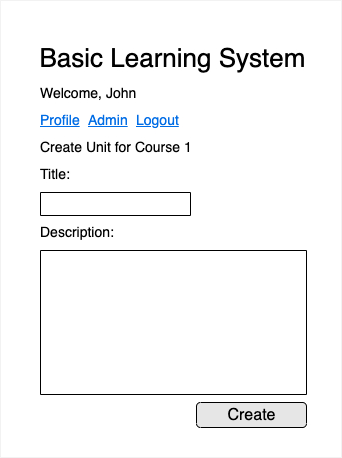 Basic Learning System
Welcome, John
Profile Admin Logout
Create Unit for Course 1
Title:
Description:
Create